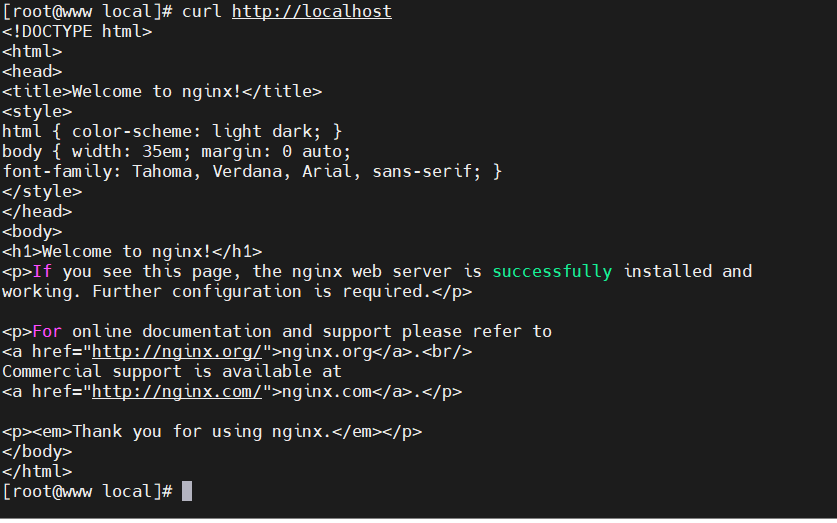 [root@www local]# curl http://localhost
<!DOCTYPE html>
<html>
<head>
<title>Welcome to nginx!</title>
<style>
html { color-scheme: light dark; }
body { width: 35em; margin: 0 auto;
font-family: Tahoma, Verdana, Arial, sans-serif; }
</style>
</head>
<body>
<h1>Welcome to nginx!</h1>
<p>If you see this page, the nginx web server is successfully installed and
working. Further configuration is required.</p>

<p>For online documentation and support please refer to
<a href="http://nginx.org/">nginx.org</a>.<br/>
Commercial support is available at
<a href="http://nginx.com/">nginx.com</a>.</p>

<p><em>Thank you for using nginx.</em></p>
</body>
</html>
[root@www local]#